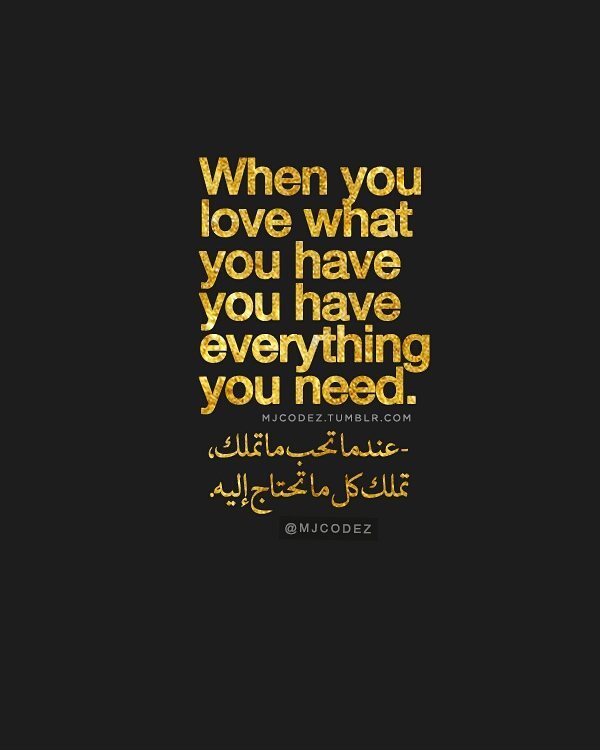 When you
love what
you have
you have
everything
you need.
MJCODEZ.TUMBLR.COM
-عندما تحب ما تملك،
تملك كل ما تحتاج إليه.
@MJCODEZ